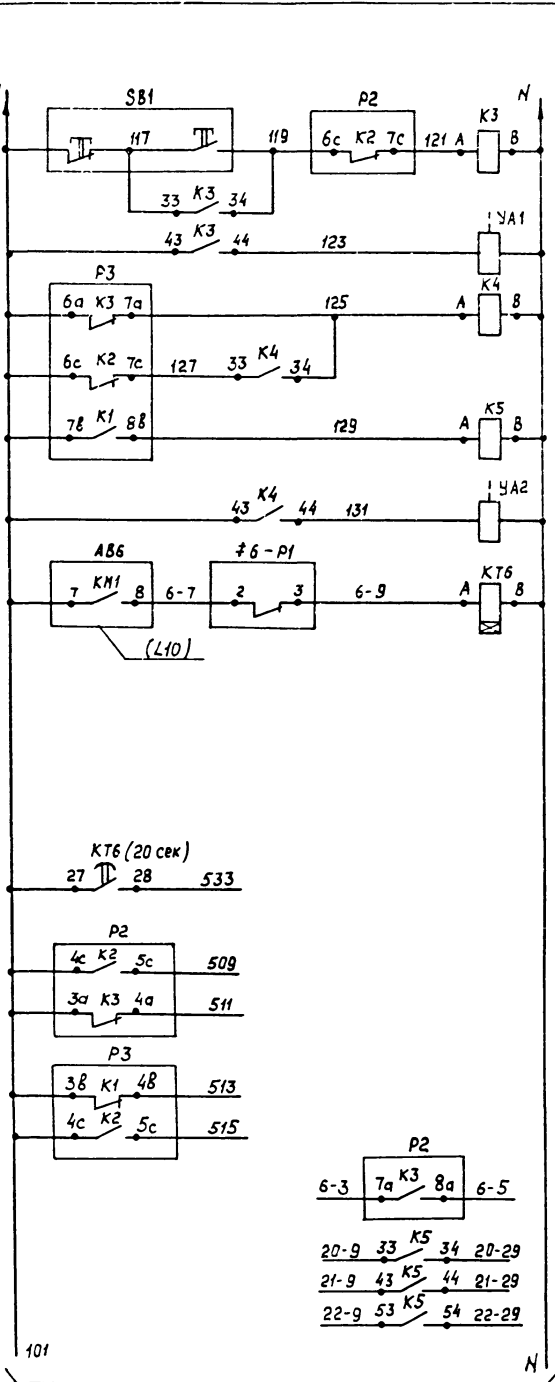 SB1 P2 N
117 119 6c K2 7c 121 A K3 B
33 K3 34
43 K3 44 123 YA1
P3
6a K3 7a 125 A K4 B
6c K2 7c 127 33 K4 34
7в K1 8в 129 A K5 B
43 K4 44 131 YA2
AB6 ‡6-P1
7 KM1 8 6-7 2 3 6-9 A KT6 B
(L10)
KT6 (20 сек)
27 28 533
P2
4c K2 5c 509
3a K3 4a 511
P3
3в K1 4в 513
4c K2 5c 515
P2
6-3 7a K3 8a 6-5
20-9 33 K5 34 20-29
21-9 43 K5 44 21-29
22-9 53 K5 54 22-29
101 N